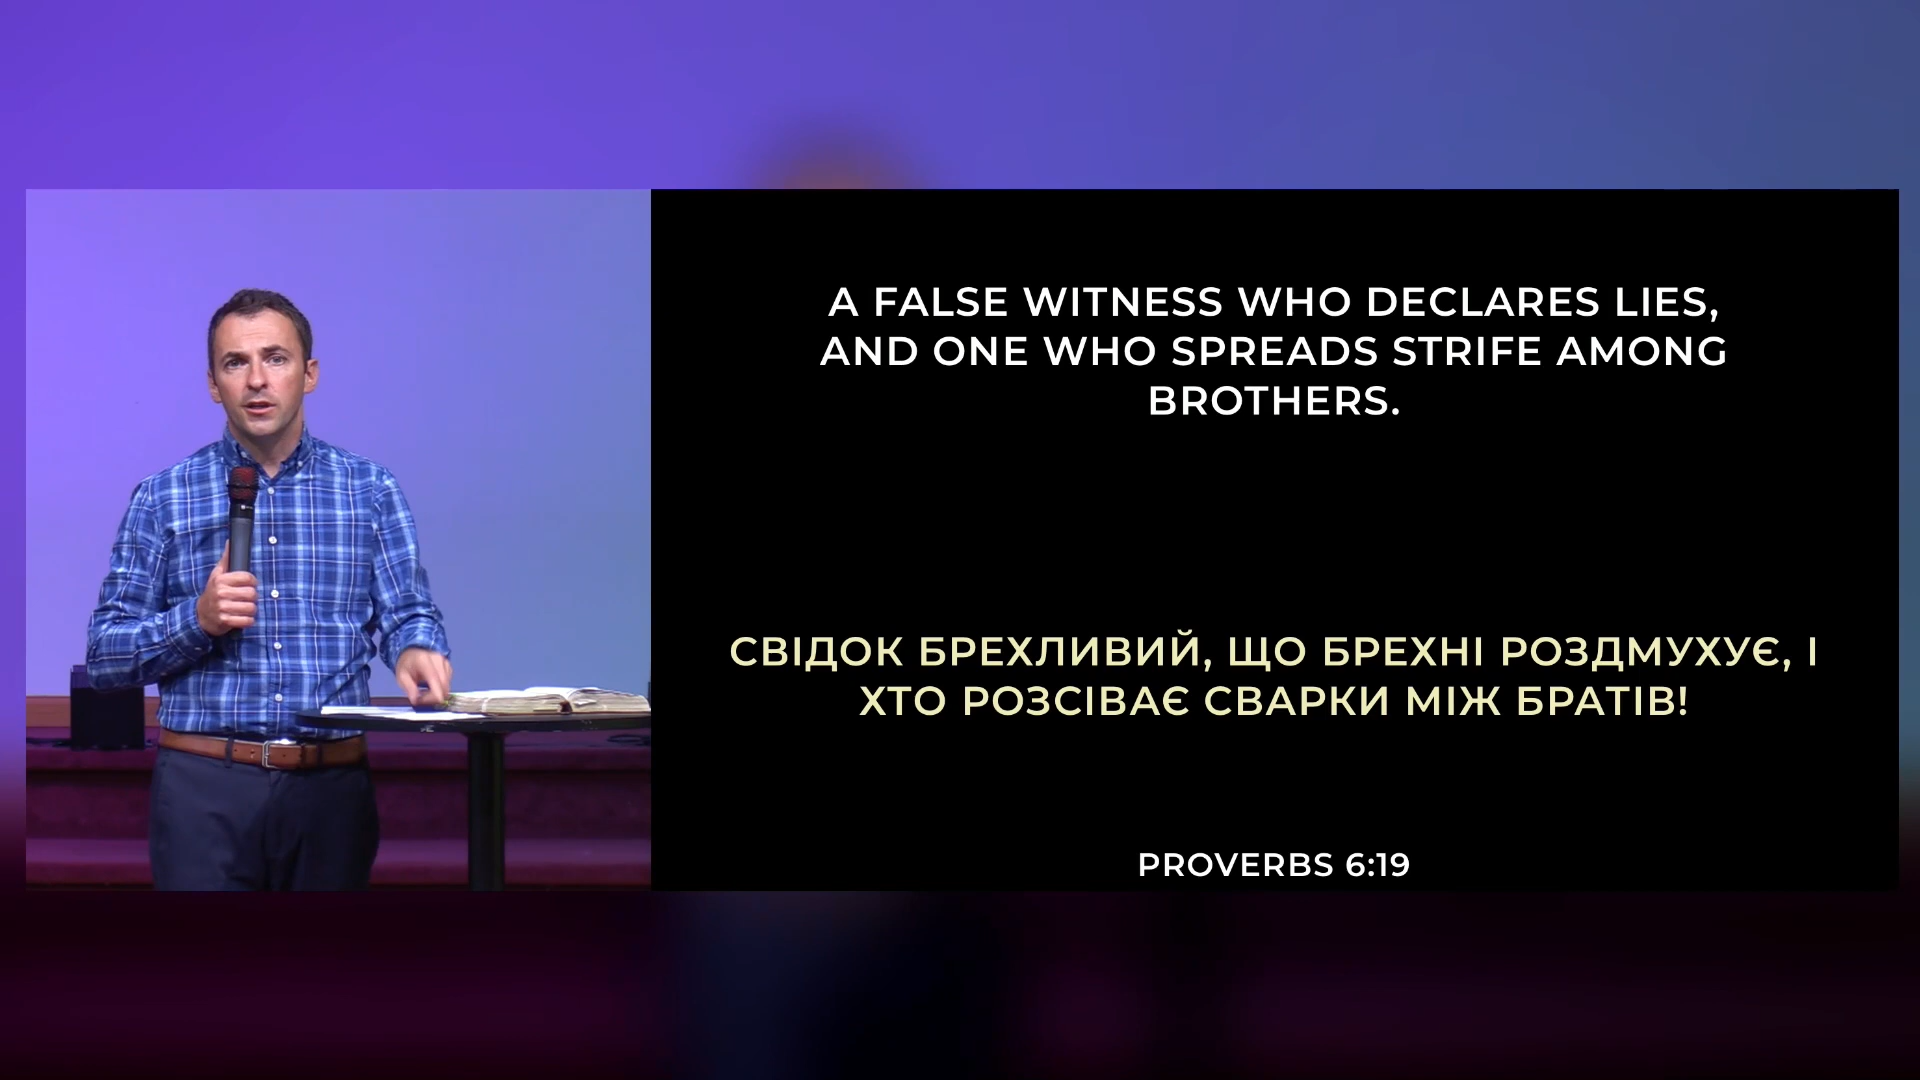 A FALSE WITNESS WHO DECLARES LIES,
AND ONE WHO SPREADS STRIFE AMONG
BROTHERS.
СВІДОК БРЕХЛИВИЙ, ЩО БРЕХНІ РОЗДМУХУЄ, І
ХТО РОЗСІВАЄ СВАРКИ МІЖ БРАТІВ!
PROVERBS 6:19